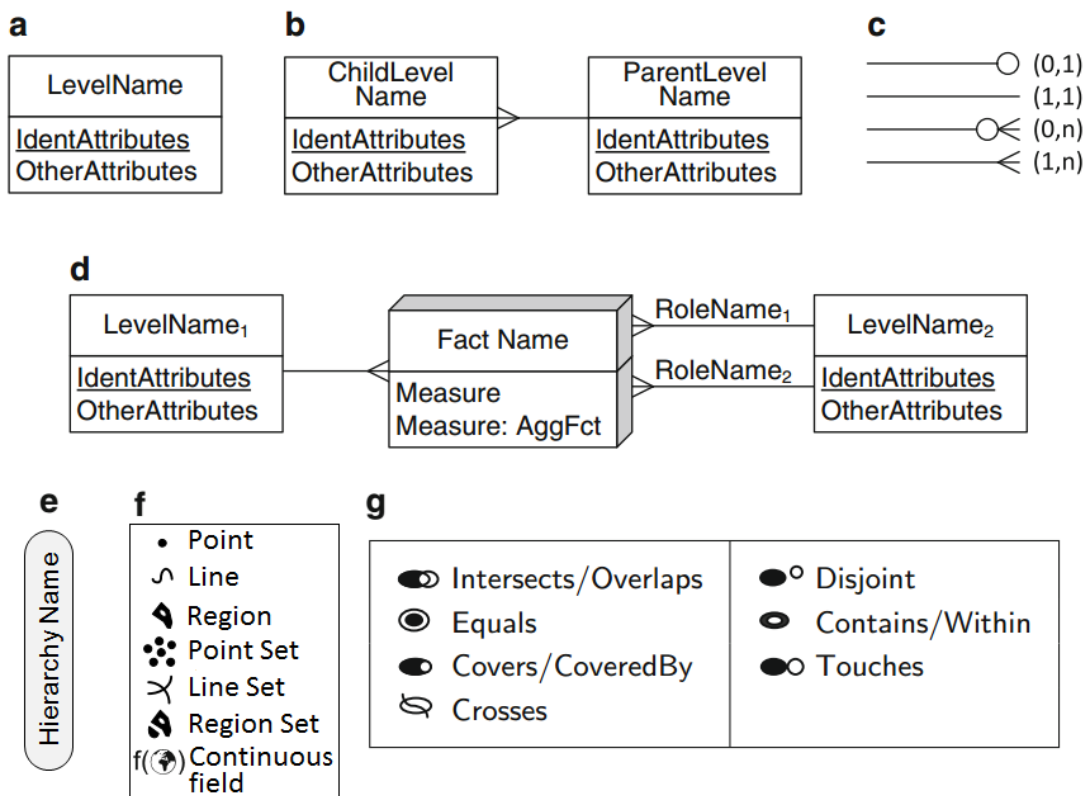 a
LevelName
IdentAttributes
OtherAttributes
b
ChildLevel
Name
IdentAttributes
OtherAttributes
ParentLevel
Name
IdentAttributes
OtherAttributes
c
(0,1)
(1,1)
(0,n)
(1,n)
d
LevelName₁
IdentAttributes
OtherAttributes
Fact Name
Measure
Measure: AggFct
RoleName₁
RoleName₂
LevelName₂
IdentAttributes
OtherAttributes
e
Hierarchy Name
f
Point
Line
Region
Point Set
Line Set
Region Set
f( ) Continuous
field
g
Intersects/Overlaps
Equals
Covers/CoveredBy
Crosses
Disjoint
Contains/Within
Touches